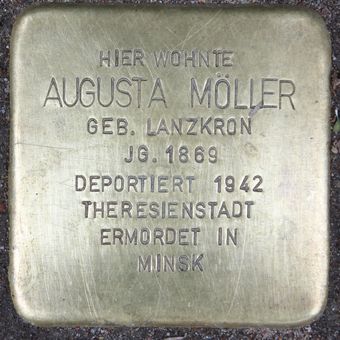 HIER WOHNTE
AUGUSTA MÖLLER
GEB. LANZKRON
JG. 1869
DEPORTIERT 1942
THERESIENSTADT
ERMORDET IN
MINSK